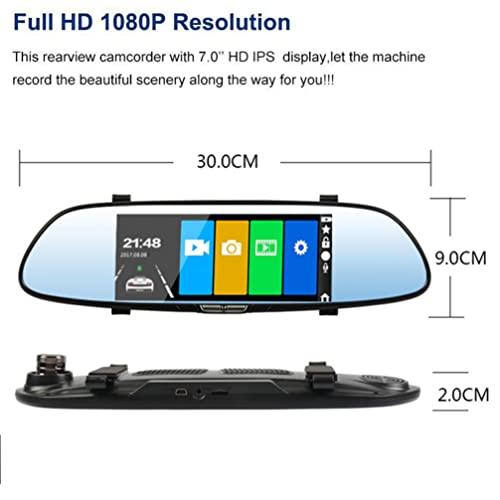 Full HD 1080P Resolution
This rearview camcorder with 7.0'' HD IPS  display,let the machine
record the beautiful scenery along the way for you!!!
30.0CM
21:48
2017.08.08
9.0CM
2.0CM